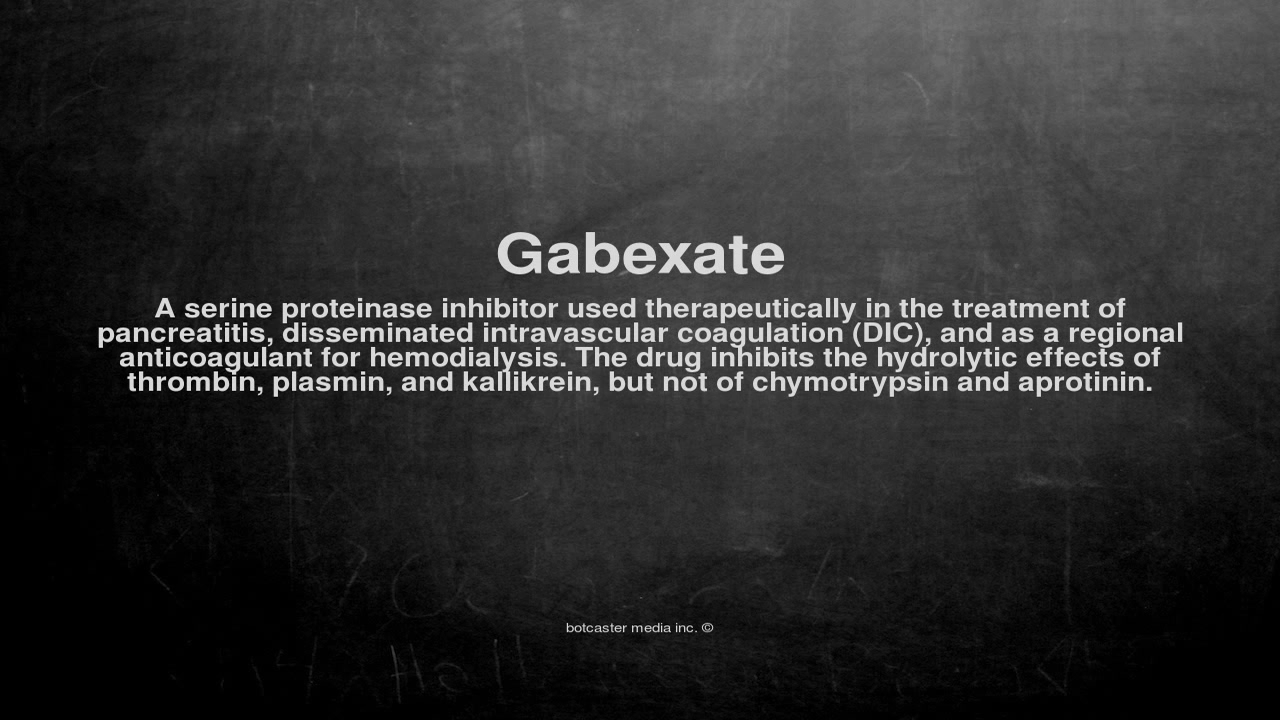 Gabexate
A serine proteinase inhibitor used therapeutically in the treatment of
pancreatitis, disseminated intravascular coagulation (DIC), and as a regional
anticoagulant for hemodialysis. The drug inhibits the hydrolytic effects of
thrombin, plasmin, and kallikrein, but not of chymotrypsin and aprotinin.
botcaster media inc. ©